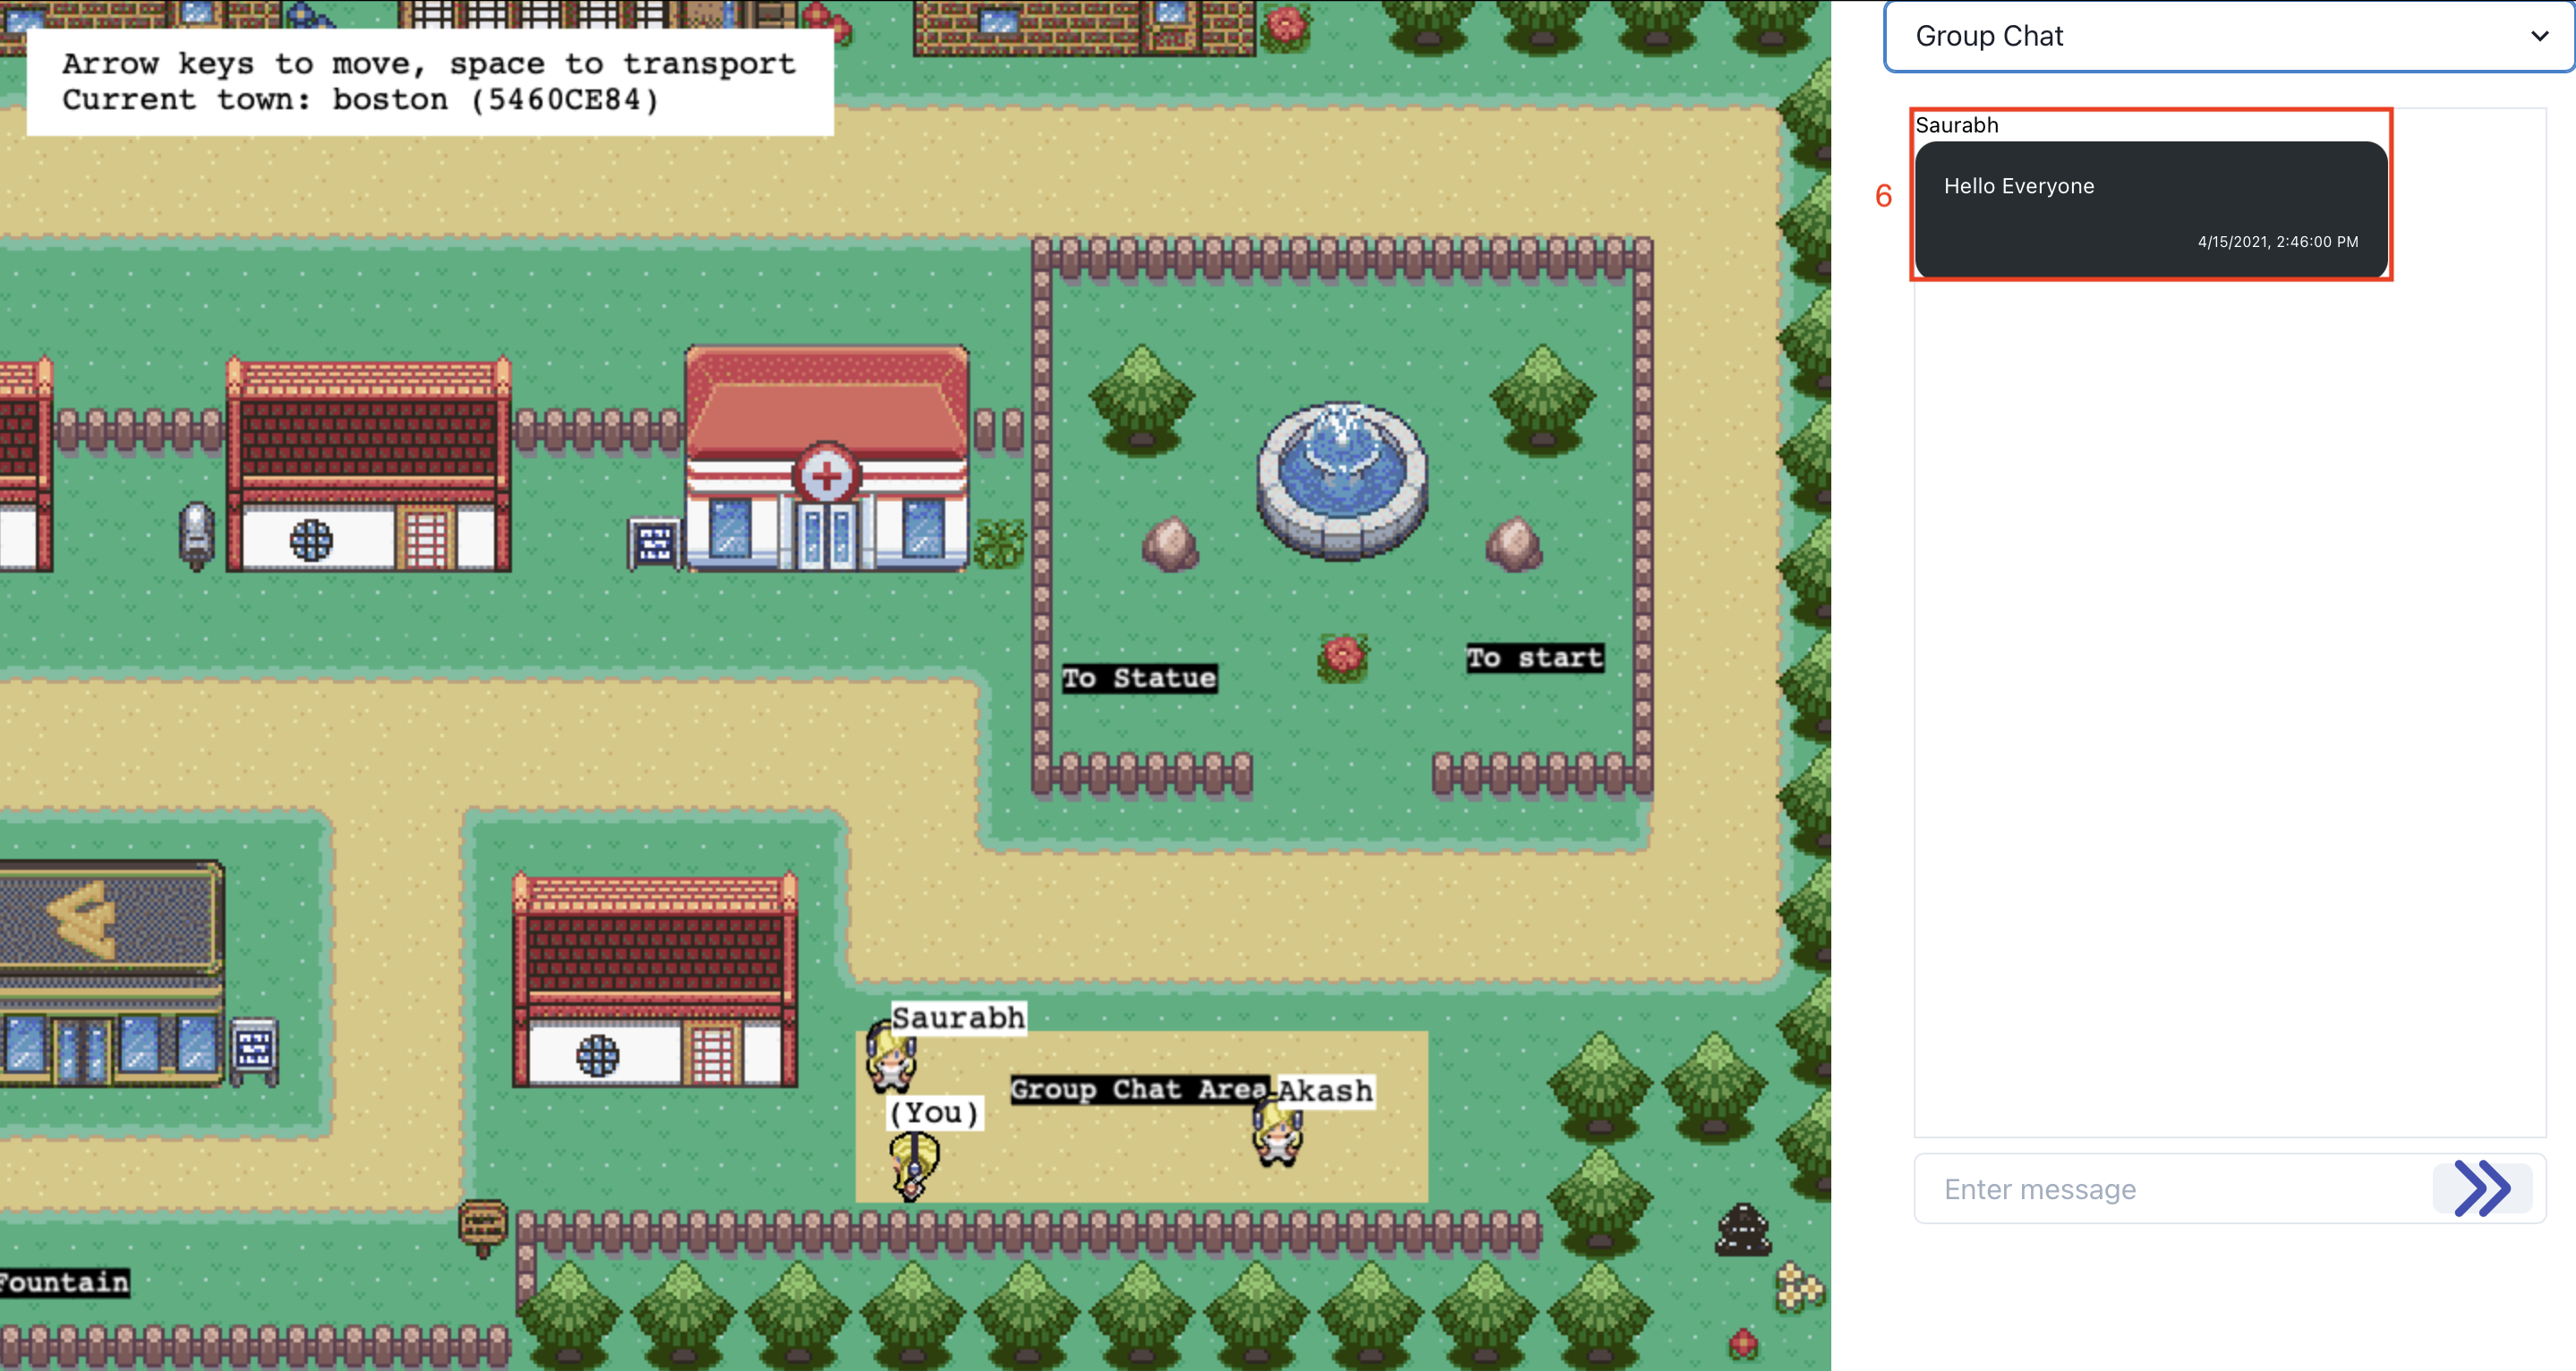 Arrow keys to move, space to transport
Current town: boston (5460CE84)
Group Chat
Saurabh
6
Hello Everyone
4/15/2021, 2:46:00 PM
To Statue
To start
Saurabh
Group Chat Area
Akash
(You)
Enter message
Fountain